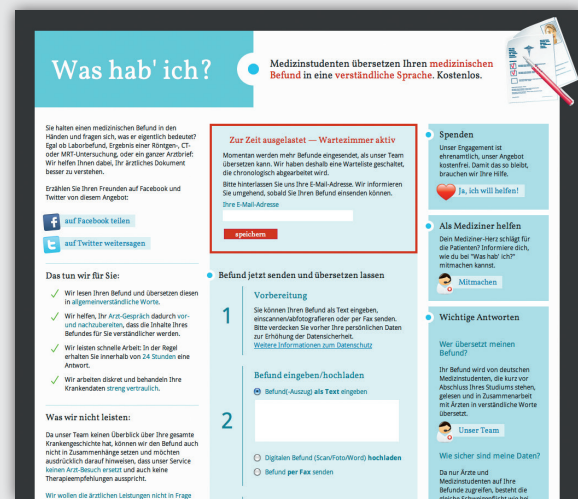 Was hab' ich?
Medizinstudenten übersetzen Ihren medizinischen
Befund in eine verständliche Sprache. Kostenlos.
Sie halten einen medizinischen Befund in den
Händen und fragen sich, was er eigentlich bedeutet?
Egal ob Laborbefund, Ergebnis einer Röntgen-, CT-
oder MRT-Untersuchung, oder ein ganzer Arztbrief:
Wir helfen Ihnen dabei, Ihr ärztliches Dokument
besser zu verstehen.
Erzählen Sie Ihren Freunden auf Facebook und
Twitter von diesem Angebot:
auf Facebook teilen
auf Twitter weitersagen
Das tun wir für Sie:
Wir lesen Ihren Befund und übersetzen diesen
in allgemeinverständliche Worte.
Wir helfen, Ihr Arzt-Gespräch dadurch vor-
und nachzubereiten, dass die Inhalte Ihres
Befundes für Sie verständlicher werden.
Wir leisten schnelle Arbeit: In der Regel
erhalten Sie innerhalb von 24 Stunden eine
Antwort.
Wir arbeiten diskret und behandeln Ihre
Krankendaten streng vertraulich.
Was wir nicht leisten:
Da unser Team keinen Überblick über Ihre gesamte
Krankengeschichte hat, können wir den Befund auch
nicht in Zusammenhänge setzen und möchten
ausdrücklich darauf hinweisen, dass unser Service
keinen Arzt-Besuch ersetzt und auch keine
Therapieempfehlungen ausspricht.
Wir wollen die ärztlichen Leistungen nicht in Frage
Zur Zeit ausgelastet — Wartezimmer aktiv
Momentan werden mehr Befunde eingesendet, als unser Team
übersetzen kann. Wir haben deshalb eine Warteliste geschaltet,
die chronologisch abgearbeitet wird.
Bitte hinterlassen Sie uns Ihre E-Mail-Adresse. Wir informieren
Sie umgehend, sobald Sie Ihren Befund einsenden können.
Ihre E-Mail-Adresse
speichern
Befund jetzt senden und übersetzen lassen
1
Vorbereitung
Sie können Ihren Befund als Text eingeben,
einscannen/abfotografieren oder per Fax senden.
Bitte verdecken Sie vorher Ihre persönlichen Daten
zur Erhöhung der Datensicherheit.
Weitere Informationen zum Datenschutz
2
Befund eingeben/hochladen
Befund(-Auszug) als Text eingeben
Digitalen Befund (Scan/Foto/Word) hochladen
Befund per Fax senden
Spenden
Unser Engagement ist
ehrenamtlich, unser Angebot
kostenfrei. Damit das so bleibt,
brauchen wir Ihre Hilfe.
Ja, ich will helfen!
Als Mediziner helfen
Dein Mediziner-Herz schlägt für
die Patienten? Informiere dich,
wie du bei "Was hab' ich?"
mitmachen kannst.
Mitmachen
Wichtige Antworten
Wer übersetzt meinen
Befund?
Ihr Befund wird von deutschen
Medizinstudenten, die kurz vor
Abschluss Ihres Studiums stehen,
gelesen und in Zusammenarbeit
mit Ärzten in verständliche Worte
übersetzt.
Unser Team
Wie sicher sind meine Daten?
Da nur Ärzte und
Medizinstudenten auf Ihre
Befunde zugreifen, besteht die